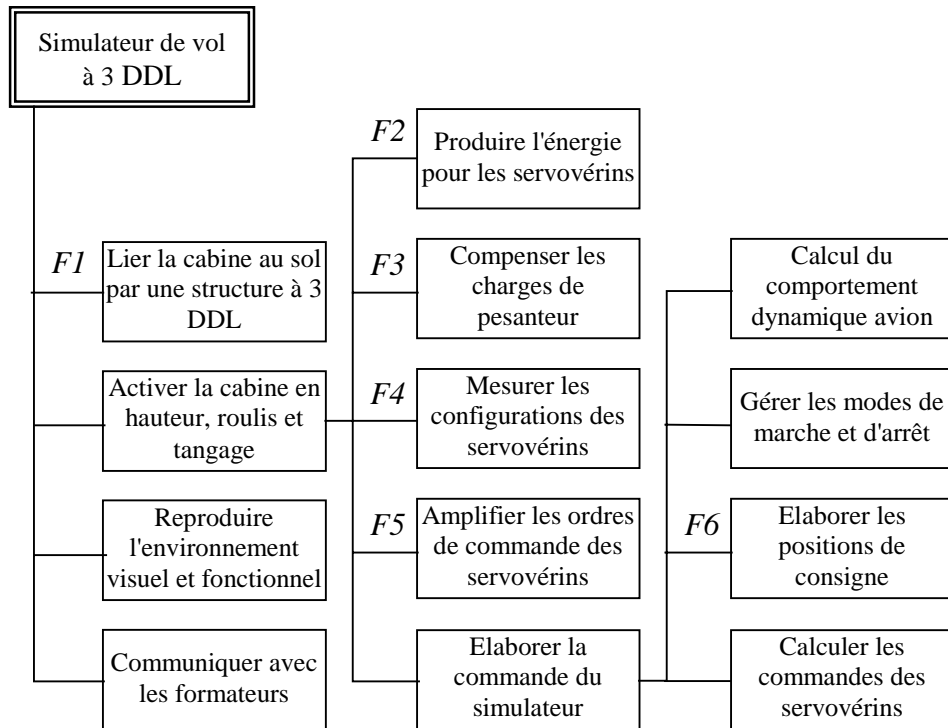 Simulateur de vol
à 3 DDL
F1
Lier la cabine au sol
par une structure à 3
DDL
Activer la cabine en
hauteur, roulis et
tangage
Reproduire
l'environnement
visuel et fonctionnel
Communiquer avec
les formateurs
F2
Produire l'énergie
pour les servovérins
F3
Compenser les
charges de
pesanteur
F4
Mesurer les
configurations des
servovérins
F5
Amplifier les ordres
de commande des
servovérins
Elaborer la
commande du
simulateur
Calcul du
comportement
dynamique avion
Gérer les modes de
marche et d'arrêt
F6
Elaborer les
positions de
consigne
Calculer les
commandes des
servovérins